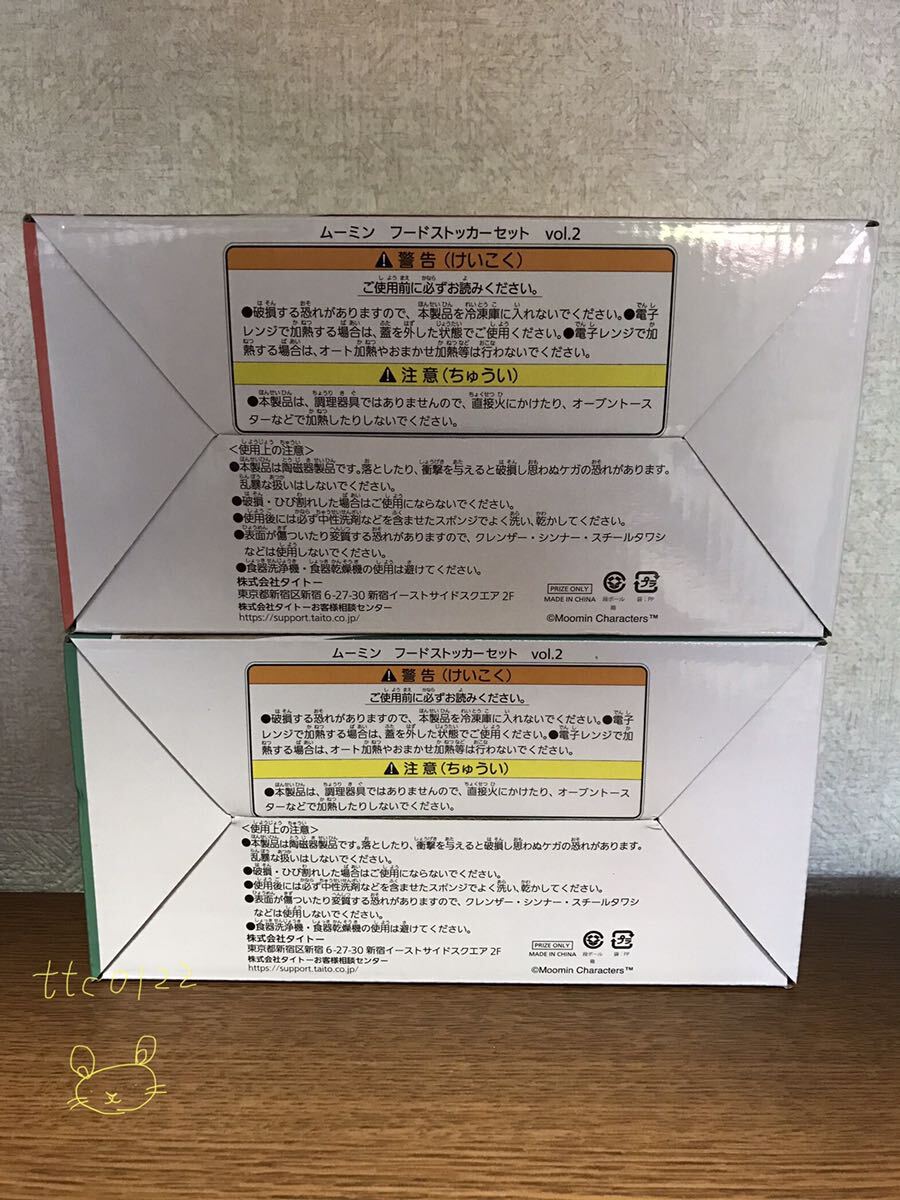 ムーミン　フードストッカーセット　vol.2
⚠ 警告（けいこく）
ご使用前に必ずお読みください。
●破損する恐れがありますので、本製品を冷凍庫に入れないでください。●電子
レンジで加熱する場合は、蓋を外した状態でご使用ください。●電子レンジで加
熱する場合は、オート加熱やおまかせ加熱等は行わないでください。
⚠ 注意（ちゅうい）
●本製品は、調理器具ではありませんので、直接火にかけたり、オーブントース
ターなどで加熱したりしないでください。
＜使用上の注意＞
●本製品は陶磁器製品です。落としたり、衝撃を与えると破損し思わぬケガの恐れがあります。
乱暴な扱いはしないでください。
●破損・ひび割れした場合はご使用にならないでください。
●使用後には必ず中性洗剤などを含ませたスポンジでよく洗い、乾かしてください。
●表面が傷ついたり変質する恐れがありますので、クレンザー・シンナー・スチールタワシ
などは使用しないでください。
●食器洗浄機・食器乾燥機の使用は避けてください。
株式会社タイトー
東京都新宿区新宿 6-27-30 新宿イーストサイドスクエア 2F
株式会社タイトーお客様相談センター
https://support.taito.co.jp/
PRIZE ONLY
MADE IN CHINA
段ボール
箱
プラ
袋：PP
©Moomin Characters™
ムーミン　フードストッカーセット　vol.2
⚠ 警告（けいこく）
ご使用前に必ずお読みください。
●破損する恐れがありますので、本製品を冷凍庫に入れないでください。●電子
レンジで加熱する場合は、蓋を外した状態でご使用ください。●電子レンジで加
熱する場合は、オート加熱やおまかせ加熱等は行わないでください。
⚠ 注意（ちゅうい）
●本製品は、調理器具ではありませんので、直接火にかけたり、オーブントース
ターなどで加熱したりしないでください。
＜使用上の注意＞
●本製品は陶磁器製品です。落としたり、衝撃を与えると破損し思わぬケガの恐れがあります。
乱暴な扱いはしないでください。
●破損・ひび割れした場合はご使用にならないでください。
●使用後には必ず中性洗剤などを含ませたスポンジでよく洗い、乾かしてください。
●表面が傷ついたり変質する恐れがありますので、クレンザー・シンナー・スチールタワシ
などは使用しないでください。
●食器洗浄機・食器乾燥機の使用は避けてください。
株式会社タイトー
東京都新宿区新宿 6-27-30 新宿イーストサイドスクエア 2F
株式会社タイトーお客様相談センター
https://support.taito.co.jp/
PRIZE ONLY
MADE IN CHINA
段ボール
箱
プラ
袋：PP
©Moomin Characters™
ttc0122